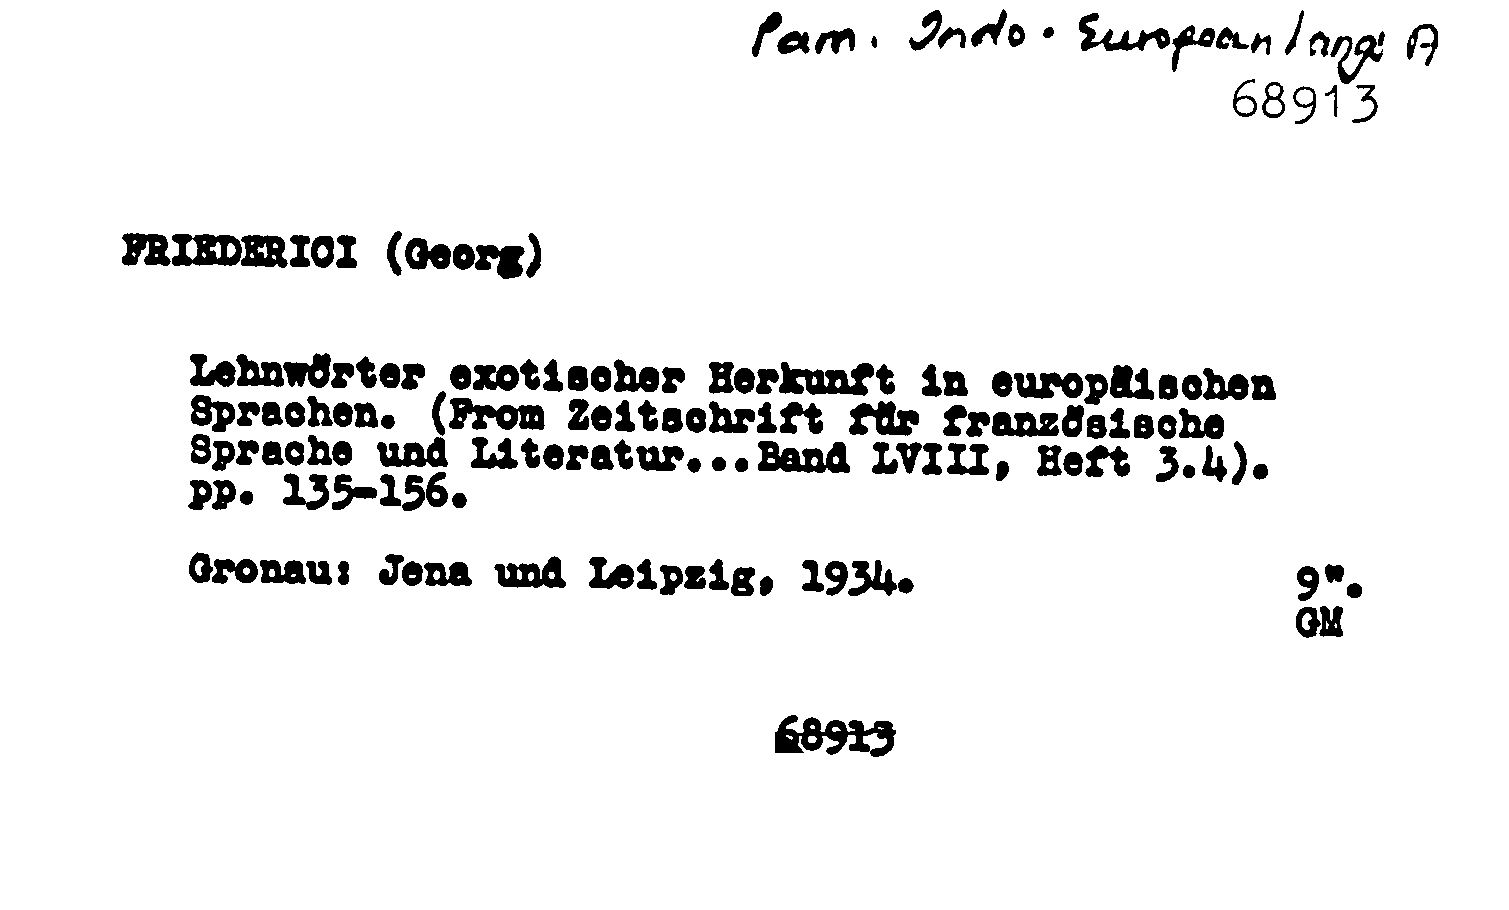 Pam. Indo-European lang: A
68913
FRIEDERICI (Georg)
Lehnwörter exotischer Herkunft in europäischen
Sprachen. (From Zeitschrift für französische
Sprache und Literatur...Band LVIII, Heft 3.4).
pp. 135-156.
Gronau: Jena und Leipzig, 1934.
9".
GM
68913